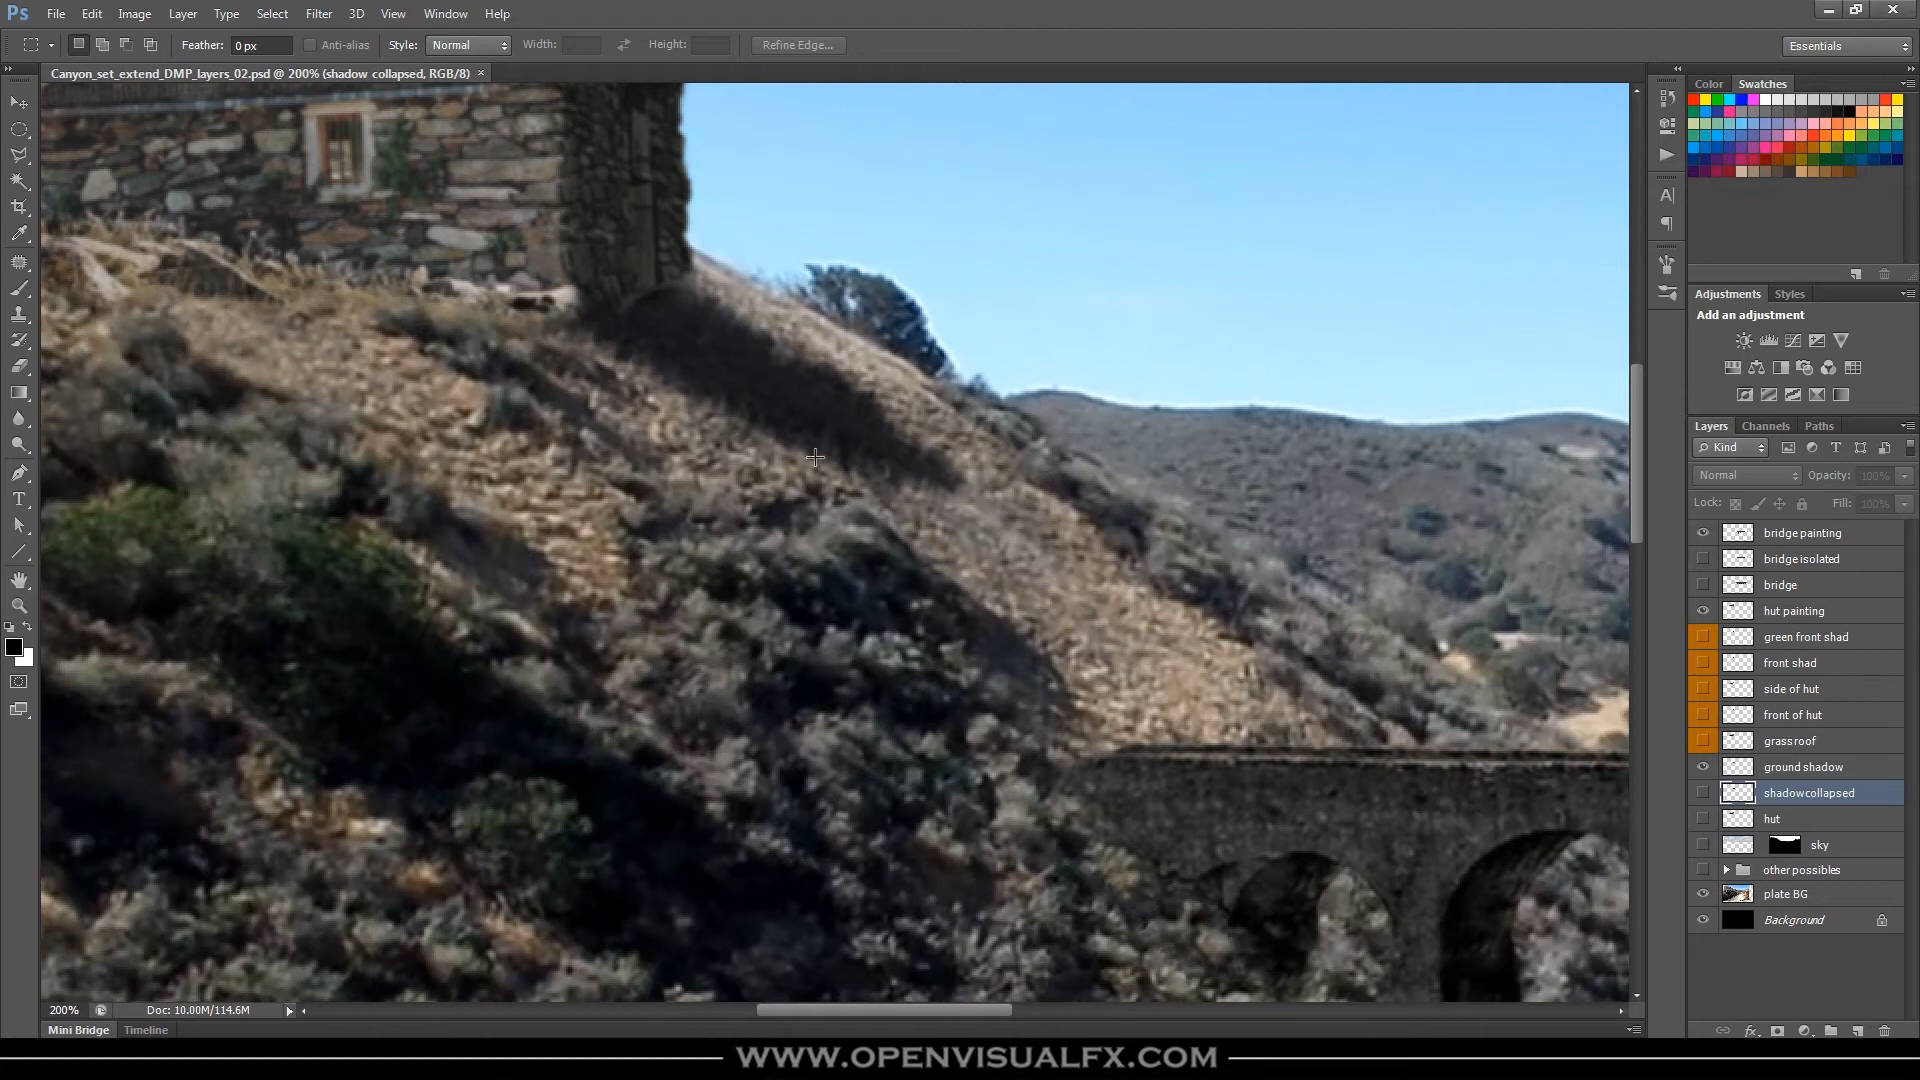 Ps File Edit Image Layer Type Select Filter 3D View Window Help
Feather: 0 px Anti-alias Style: Normal Width: Height: Refine Edge... Essentials
Canyon_set_extend_DMP_layers_02.psd @ 200% (shadow collapsed, RGB/8)
Color Swatches
Adjustments Styles
Add an adjustment
Layers Channels Paths
Kind
Normal Opacity: 100%
Lock: Fill: 100%
bridge painting
bridge isolated
bridge
hut painting
green front shad
front shad
side of hut
front of hut
grass roof
ground shadow
shadow collapsed
hut
sky
other possibles
plate BG
Background
200% Doc: 10.00M/114.6M
Mini Bridge Timeline
WWW.OPENVISUALFX.COM